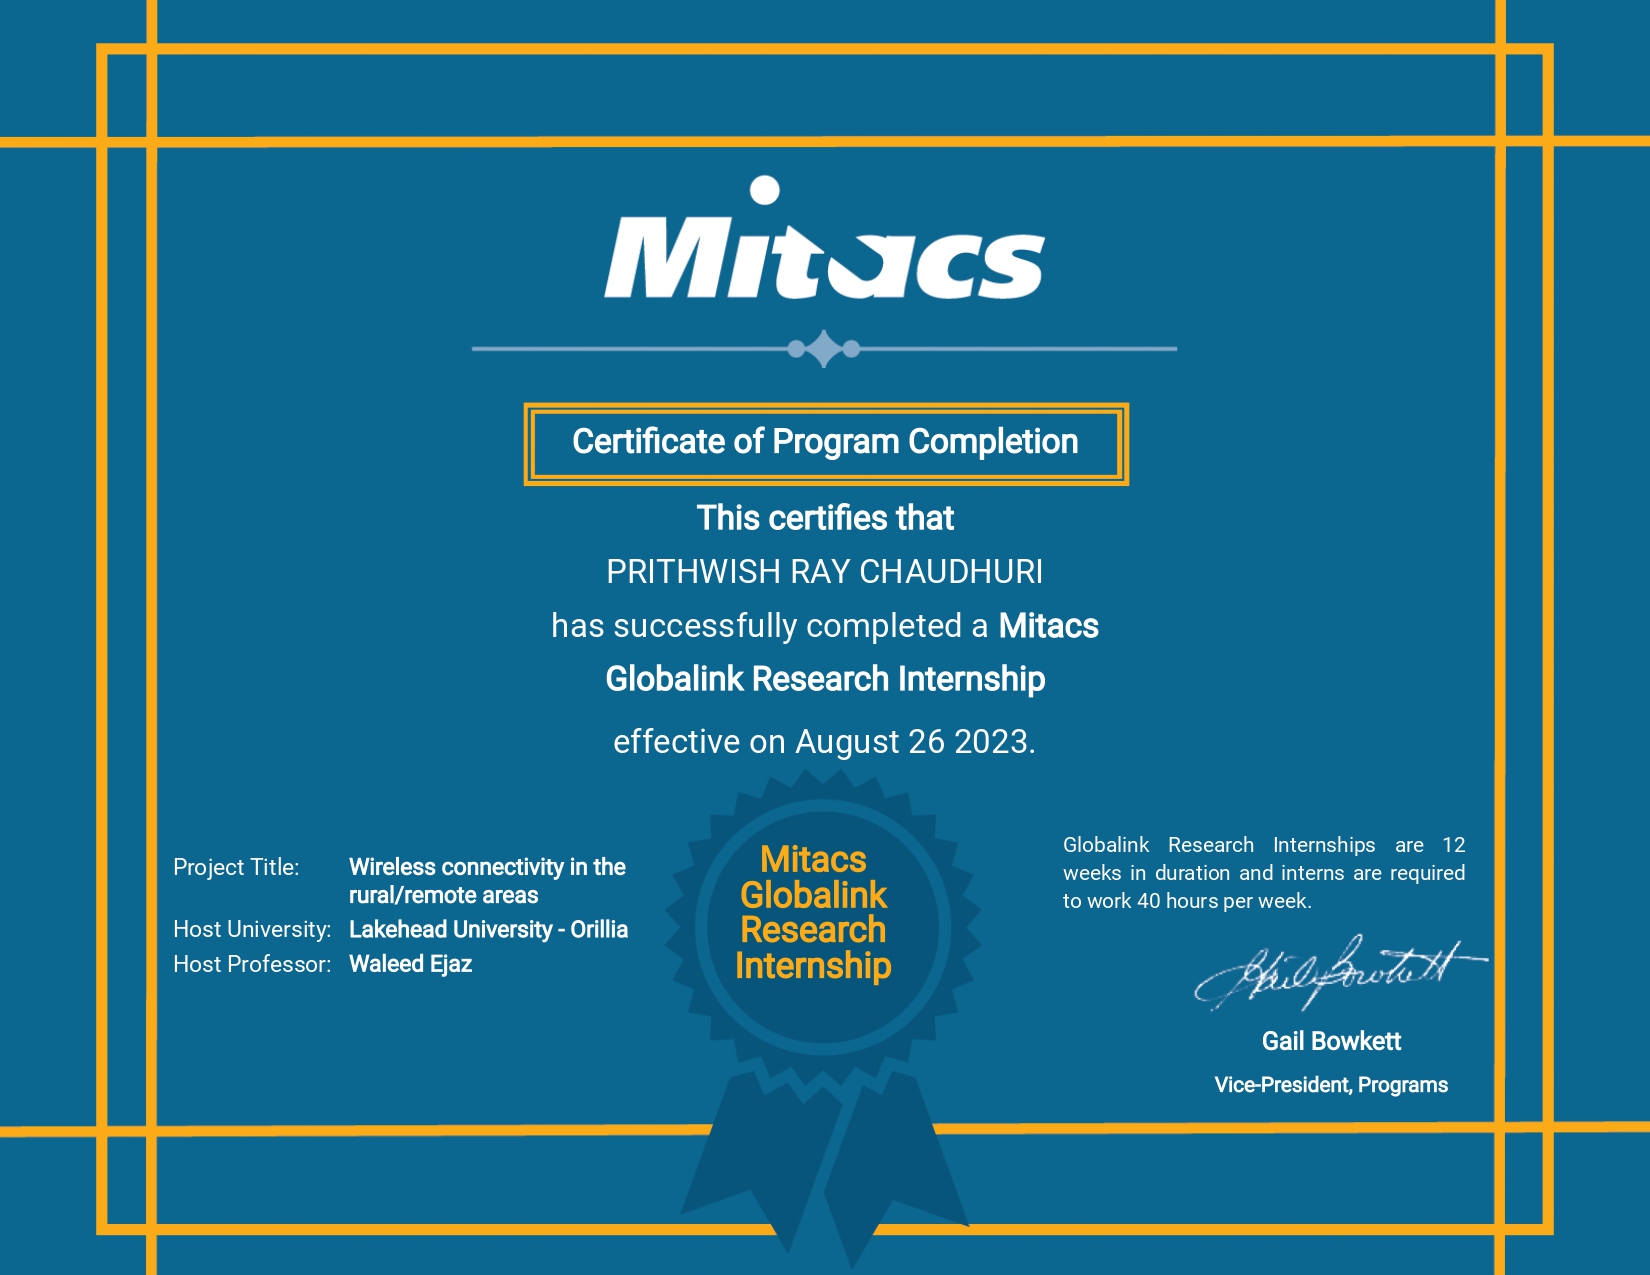 Mitacs
Certificate of Program Completion
This certifies that
PRITHWISH RAY CHAUDHURI
has successfully completed a Mitacs
Globalink Research Internship
effective on August 26 2023.
Project Title: Wireless connectivity in the
rural/remote areas
Host University: Lakehead University - Orillia
Host Professor: Waleed Ejaz
Mitacs
Globalink
Research
Internship
Globalink Research Internships are 12
weeks in duration and interns are required
to work 40 hours per week.
Gail Bowkett
Gail Bowkett
Vice-President, Programs